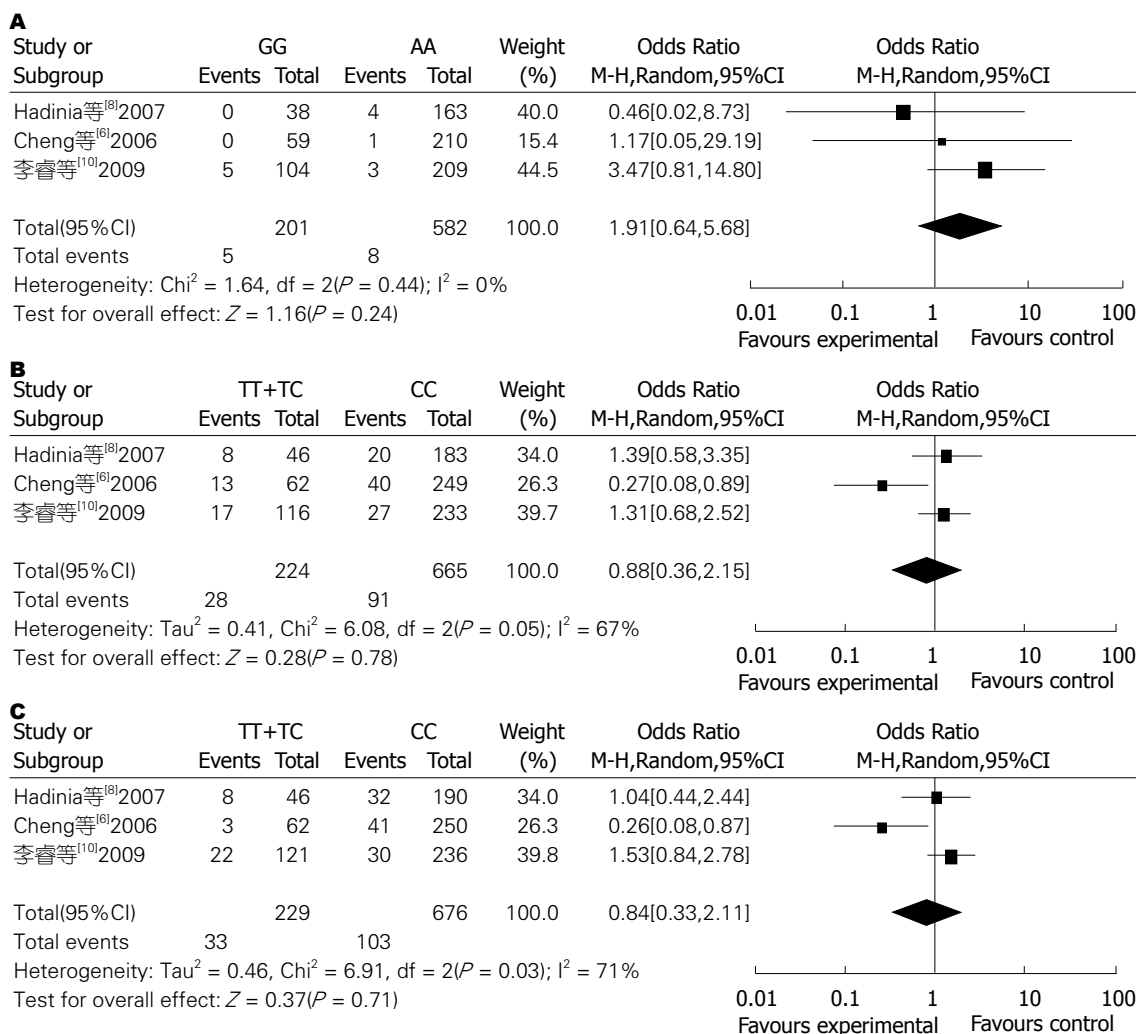 A
Study or GG AA Weight Odds Ratio Odds Ratio
Subgroup Events Total Events Total (%) M-H,Random,95%CI M-H,Random,95%CI
Hadinia等[8]2007 0 38 4 163 40.0 0.46[0.02,8.73]
Cheng等[6]2006 0 59 1 210 15.4 1.17[0.05,29.19]
李睿等[10]2009 5 104 3 209 44.5 3.47[0.81,14.80]
Total(95%CI) 201 582 100.0 1.91[0.64,5.68]
Total events 5 8
Heterogeneity: Chi² = 1.64, df = 2(P = 0.44); I² = 0%
Test for overall effect: Z = 1.16(P = 0.24)
0.01 0.1 1 10 100
Favours experimental Favours control
B
Study or TT+TC CC Weight Odds Ratio Odds Ratio
Subgroup Events Total Events Total (%) M-H,Random,95%CI M-H,Random,95%CI
Hadinia等[8]2007 8 46 20 183 34.0 1.39[0.58,3.35]
Cheng等[6]2006 13 62 40 249 26.3 0.27[0.08,0.89]
李睿等[10]2009 17 116 27 233 39.7 1.31[0.68,2.52]
Total(95%CI) 224 665 100.0 0.88[0.36,2.15]
Total events 28 91
Heterogeneity: Tau² = 0.41, Chi² = 6.08, df = 2(P = 0.05); I² = 67%
Test for overall effect: Z = 0.28(P = 0.78)
0.01 0.1 1 10 100
Favours experimental Favours control
C
Study or TT+TC CC Weight Odds Ratio Odds Ratio
Subgroup Events Total Events Total (%) M-H,Random,95%CI M-H,Random,95%CI
Hadinia等[8]2007 8 46 32 190 34.0 1.04[0.44,2.44]
Cheng等[6]2006 3 62 41 250 26.3 0.26[0.08,0.87]
李睿等[10]2009 22 121 30 236 39.8 1.53[0.84,2.78]
Total(95%CI) 229 676 100.0 0.84[0.33,2.11]
Total events 33 103
Heterogeneity: Tau² = 0.46, Chi² = 6.91, df = 2(P = 0.03); I² = 71%
Test for overall effect: Z = 0.37(P = 0.71)
0.01 0.1 1 10 100
Favours experimental Favours control